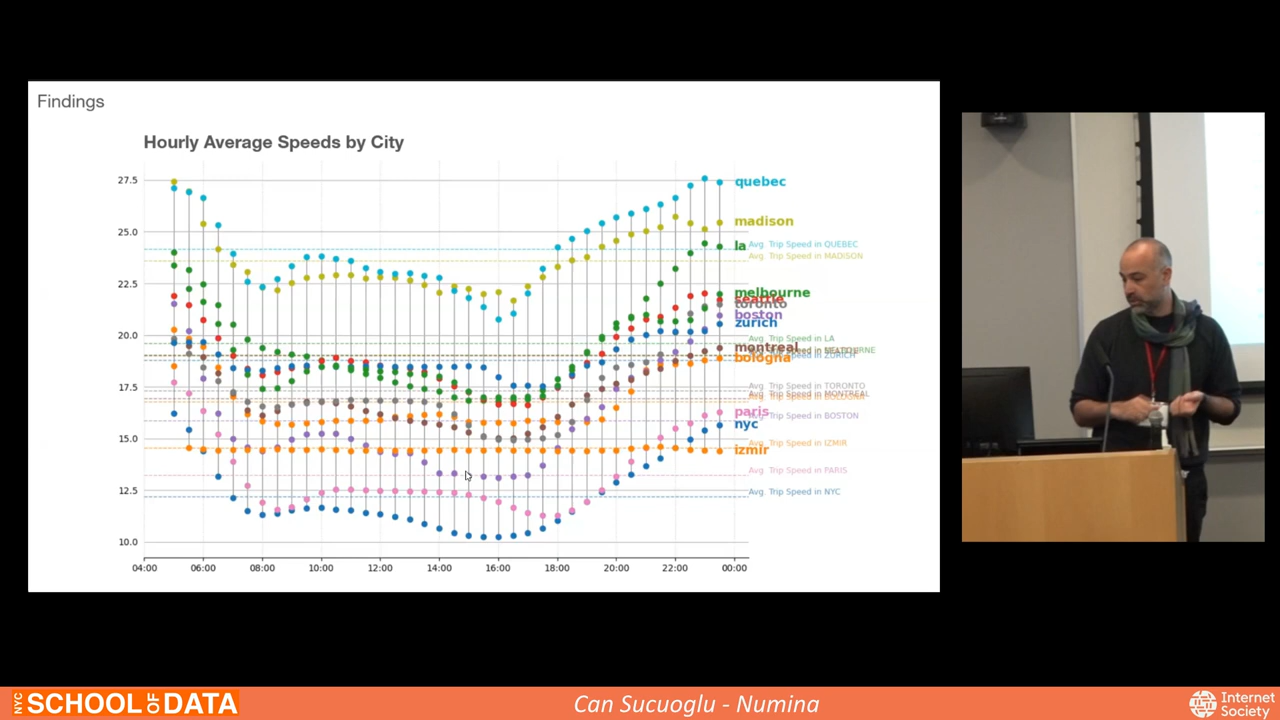 Findings
Hourly Average Speeds by City
27.5
25.0
22.5
20.0
17.5
15.0
12.5
10.0
04:00 06:00 08:00 10:00 12:00 14:00 16:00 18:00 20:00 22:00 00:00
quebec
madison
la
Avg. Trip Speed in QUEBEC
Avg. Trip Speed in MADISON
melbourne
seattle
toronto
boston
zurich
Avg. Trip Speed in LA
montreal
bologna
Avg. Trip Speed in TORONTO
Avg. Trip Speed in MONTREAL
paris
Avg. Trip Speed in BOSTON
nyc
Avg. Trip Speed in IZMIR
izmir
Avg. Trip Speed in PARIS
Avg. Trip Speed in NYC
NYC SCHOOL OF DATA
Can Sucuoglu - Numina
Internet
Society